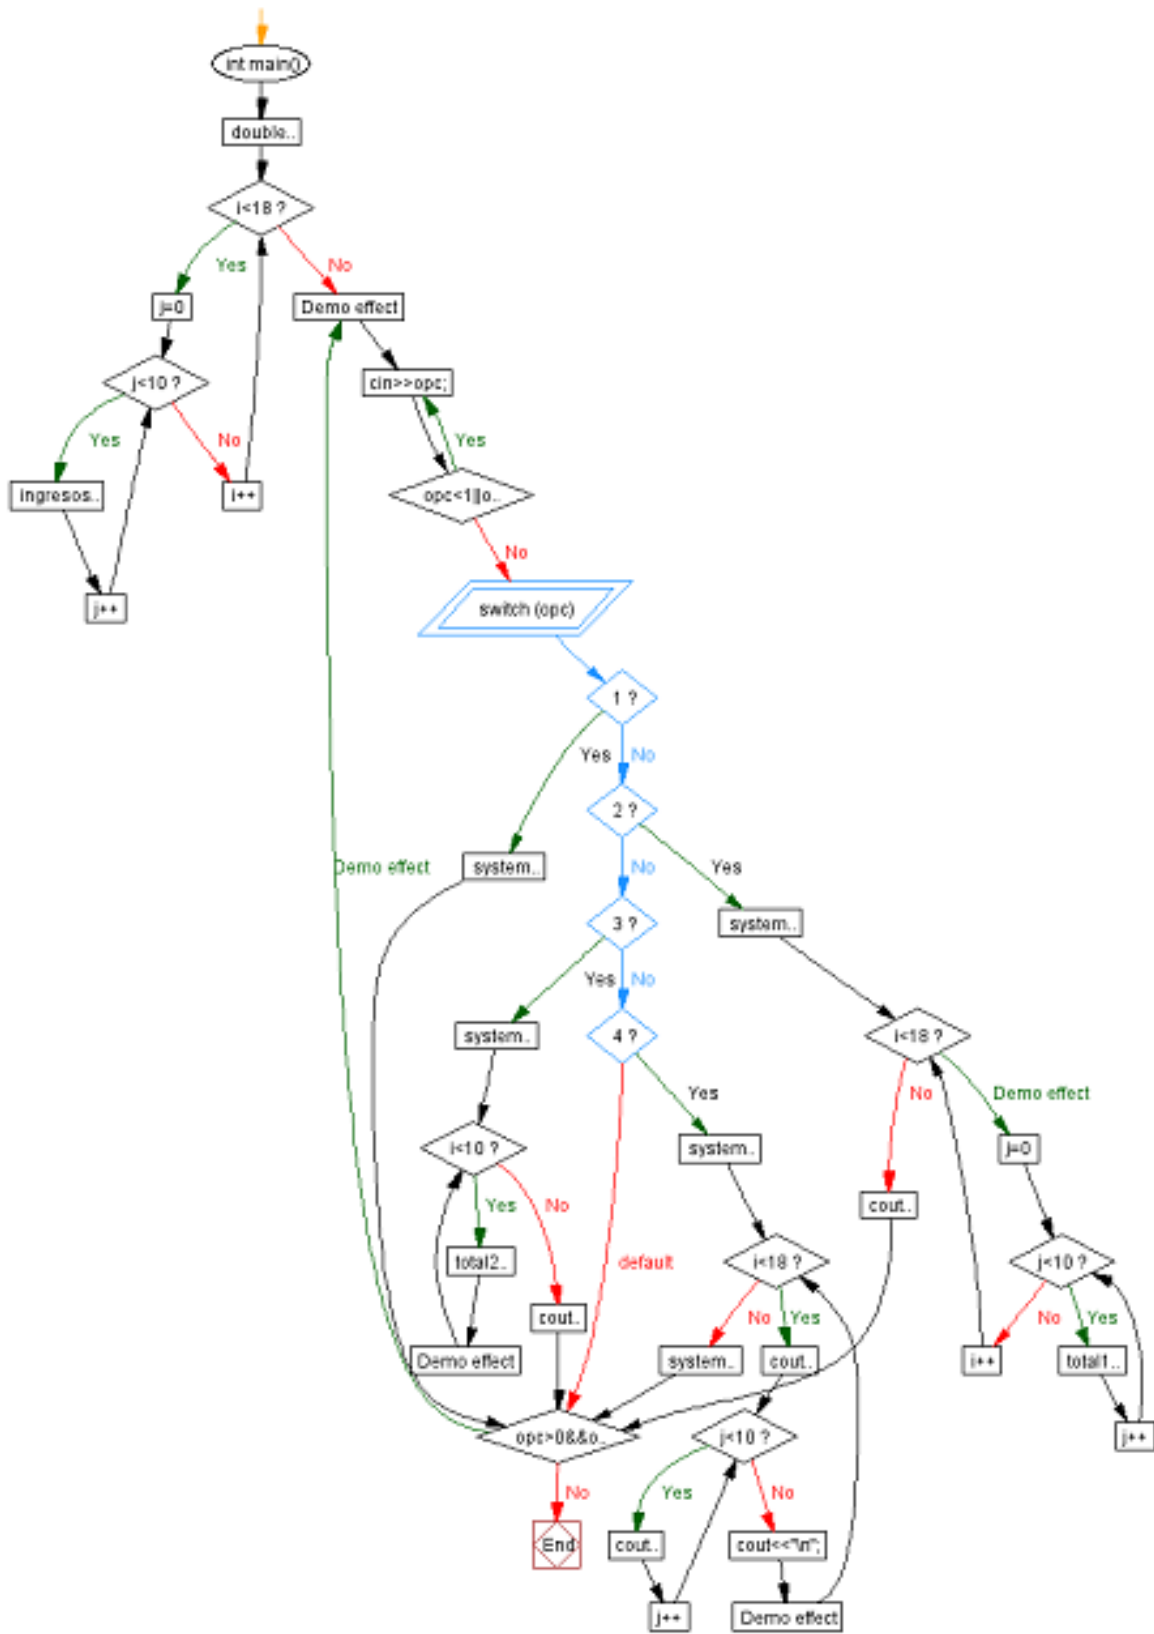 int main()
double..
i<18 ?
Yes
No
j=0
Demo effect
j<10 ?
cin>>opc;
Yes
No
Yes
ingresos..
i++
opc<1||o..
No
j++
switch (opc)
1 ?
Yes
No
2 ?
Demo effect
system..
No
Yes
3 ?
system..
Yes
No
system..
4 ?
i<18 ?
Yes
No
Demo effect
i<10 ?
system..
j=0
Yes
No
cout..
total2..
default
i<18 ?
j<10 ?
cout..
No
Yes
No
Yes
Demo effect
system..
cout..
i++
total1..
opc>0&&o..
j<10 ?
j++
No
Yes
No
End
cout..
cout<<"\n";
j++
Demo effect